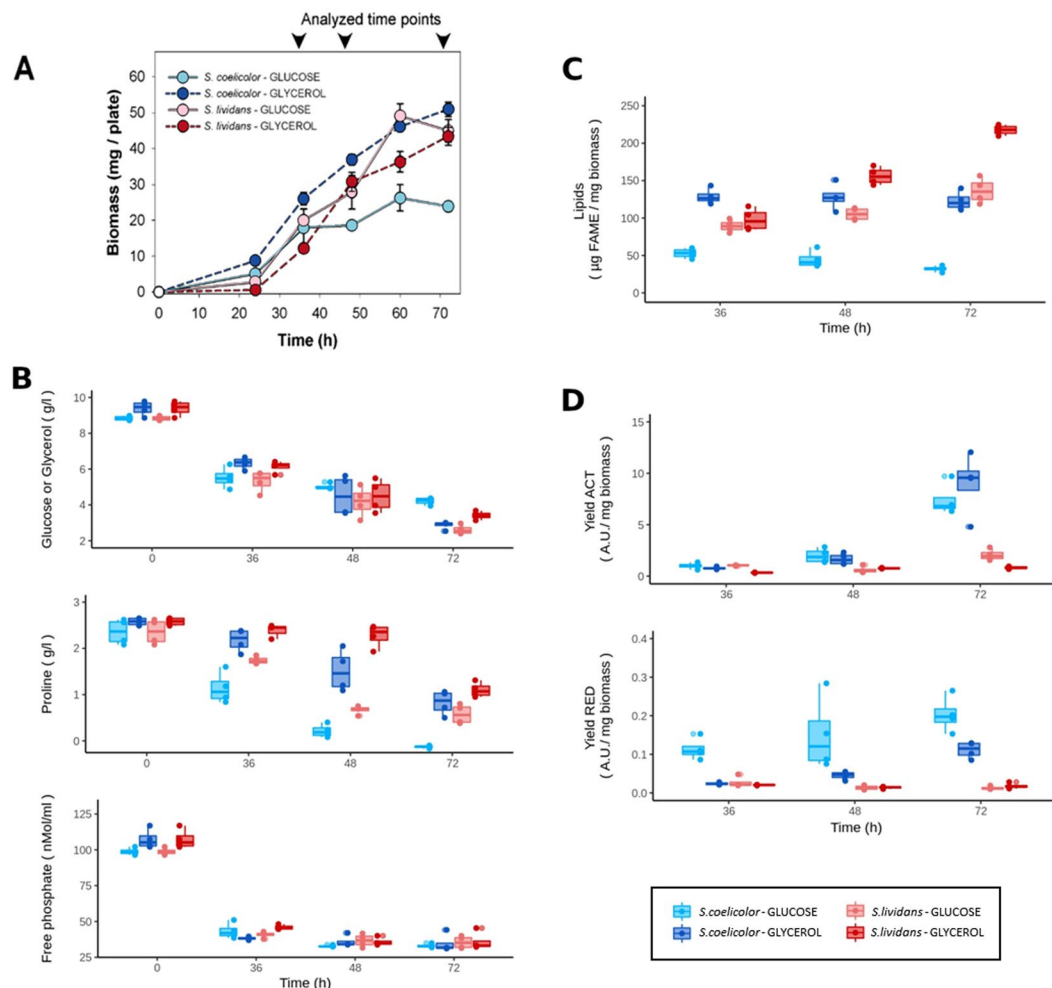 Analyzed time points
A
Biomass (mg / plate)
60
50
40
30
20
10
0
S. coelicolor - GLUCOSE
S. coelicolor - GLYCEROL
S. lividans - GLUCOSE
S. lividans - GLYCEROL
0 10 20 30 40 50 60 70
Time (h)
B
Glucose or Glycerol ( g/l )
10
8
6
4
2
0 36 48 72
Proline ( g/l )
3
2
1
0
0 36 48 72
Free phosphate ( nMol/ml )
125
100
75
50
25
0 36 48 72
Time (h)
C
Lipids
( µg FAME / mg biomass )
250
200
150
100
50
0
36 48 72
Time (h)
D
Yield ACT
( A.U./ mg biomass )
15
10
5
0
36 48 72
Yield RED
( A.U./ mg biomass )
0.4
0.3
0.2
0.1
0.0
36 48 72
Time (h)
S.coelicolor - GLUCOSE
S.lividans - GLUCOSE
S.coelicolor - GLYCEROL
S.lividans - GLYCEROL